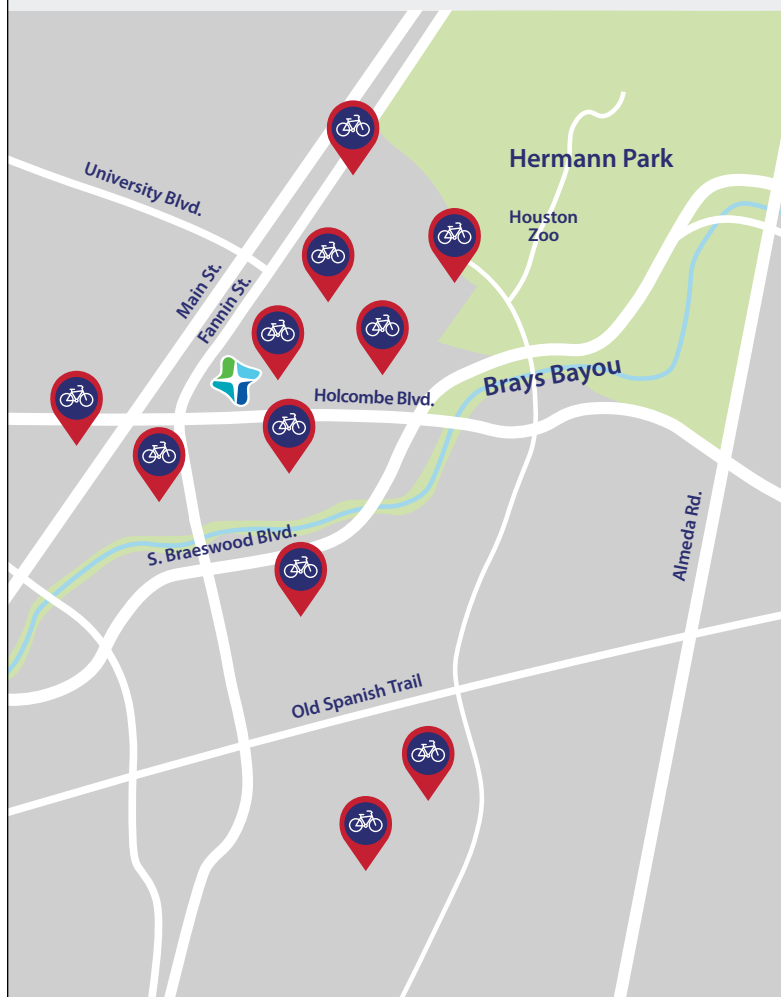 Hermann Park
University Blvd.
Houston
Zoo
Main St.
Fannin St.
Brays Bayou
Holcombe Blvd.
S. Braeswood Blvd.
Almeda Rd.
Old Spanish Trail